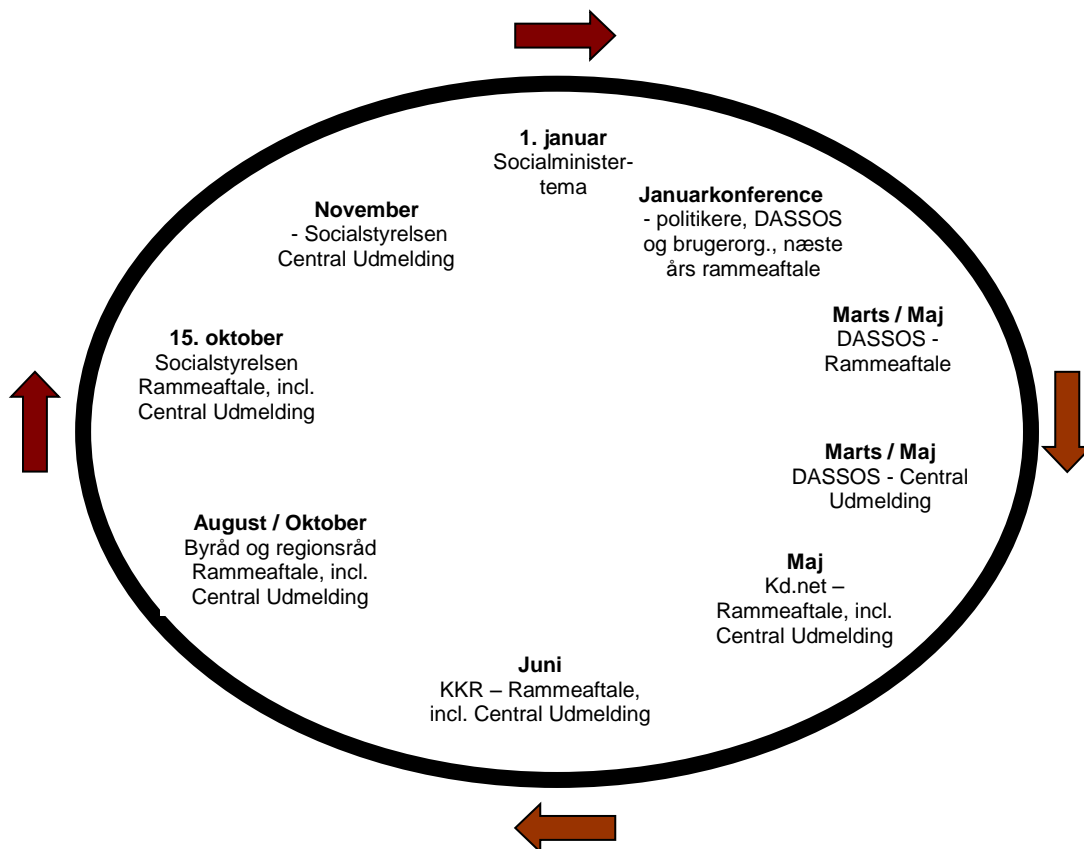 1. januar
Socialminister-
tema
Januarkonference
- politikere, DASSOS
og brugerorg., næste
års rammeaftale
Marts / Maj
DASSOS -
Rammeaftale
Marts / Maj
DASSOS - Central
Udmelding
Maj
Kd.net –
Rammeaftale, incl.
Central Udmelding
Juni
KKR – Rammeaftale,
incl. Central Udmelding
August / Oktober
Byråd og regionsråd
Rammeaftale, incl.
Central Udmelding
15. oktober
Socialstyrelsen
Rammeaftale, incl.
Central Udmelding
November
- Socialstyrelsen
Central Udmelding